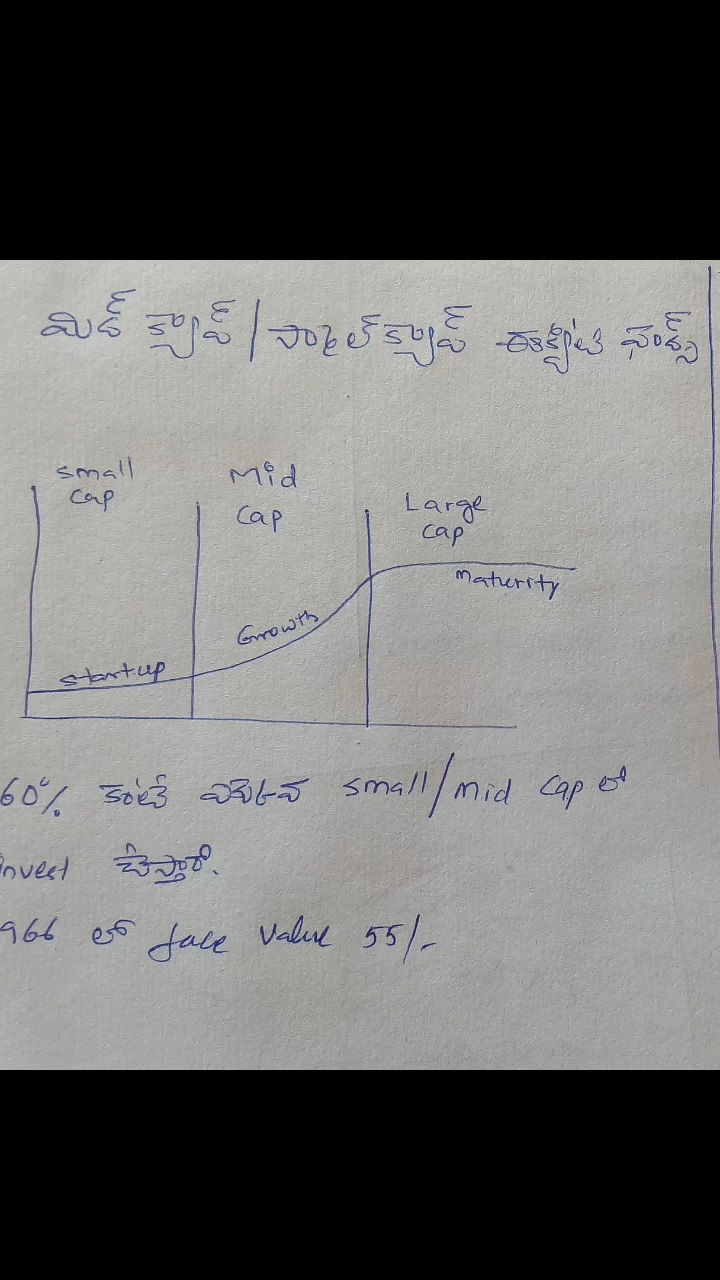 మిడ్ క్యాప్ / స్మాల్ క్యాప్ ఈక్విటీ ఫండ్స్
small cap
Mid cap
Large cap
startup
Growth
maturity
60% కంటే ఎక్కువ small/mid cap లో
invest చేస్తారు.
966 లో face value 55/-